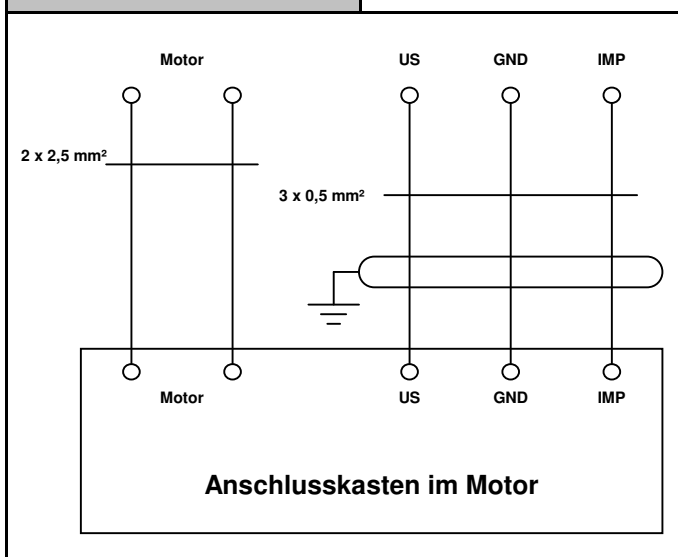 Motor US GND IMP
2 x 2,5 mm²
3 x 0,5 mm²
Motor US GND IMP
Anschlusskasten im Motor